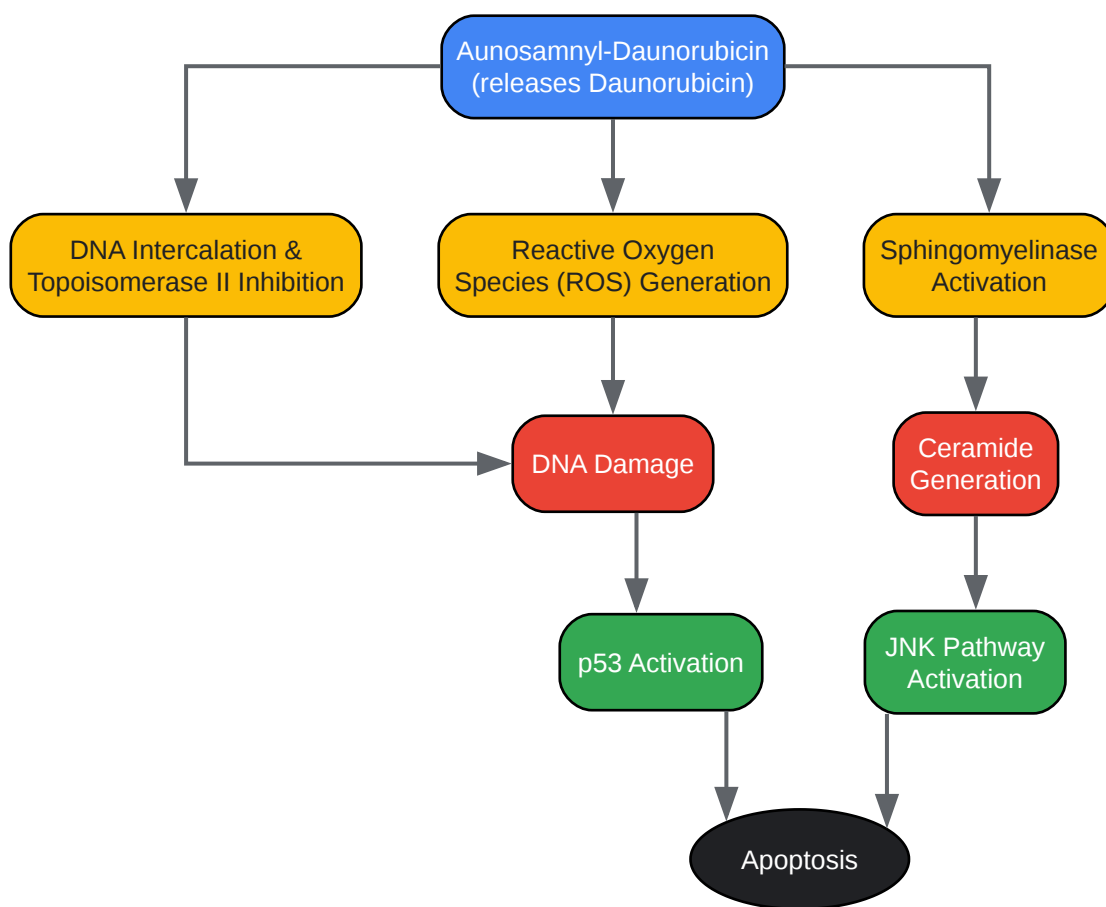 Aunosamnyl-Daunorubicin
(releases Daunorubicin)
DNA Intercalation &
Topoisomerase II Inhibition
Reactive Oxygen
Species (ROS) Generation
Sphingomyelinase
Activation
DNA Damage
Ceramide
Generation
p53 Activation
JNK Pathway
Activation
Apoptosis